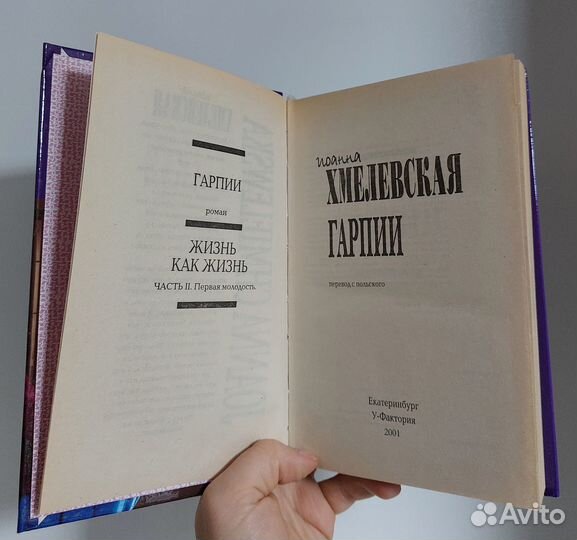 ГАРПИИ
роман
ЖИЗНЬ
КАК ЖИЗНЬ
ЧАСТЬ II. Первая молодость.
Иоанна
ХМЕЛЕВСКАЯ
ГАРПИИ
перевод с польского
Екатеринбург
У-Фактория
2001
Avito